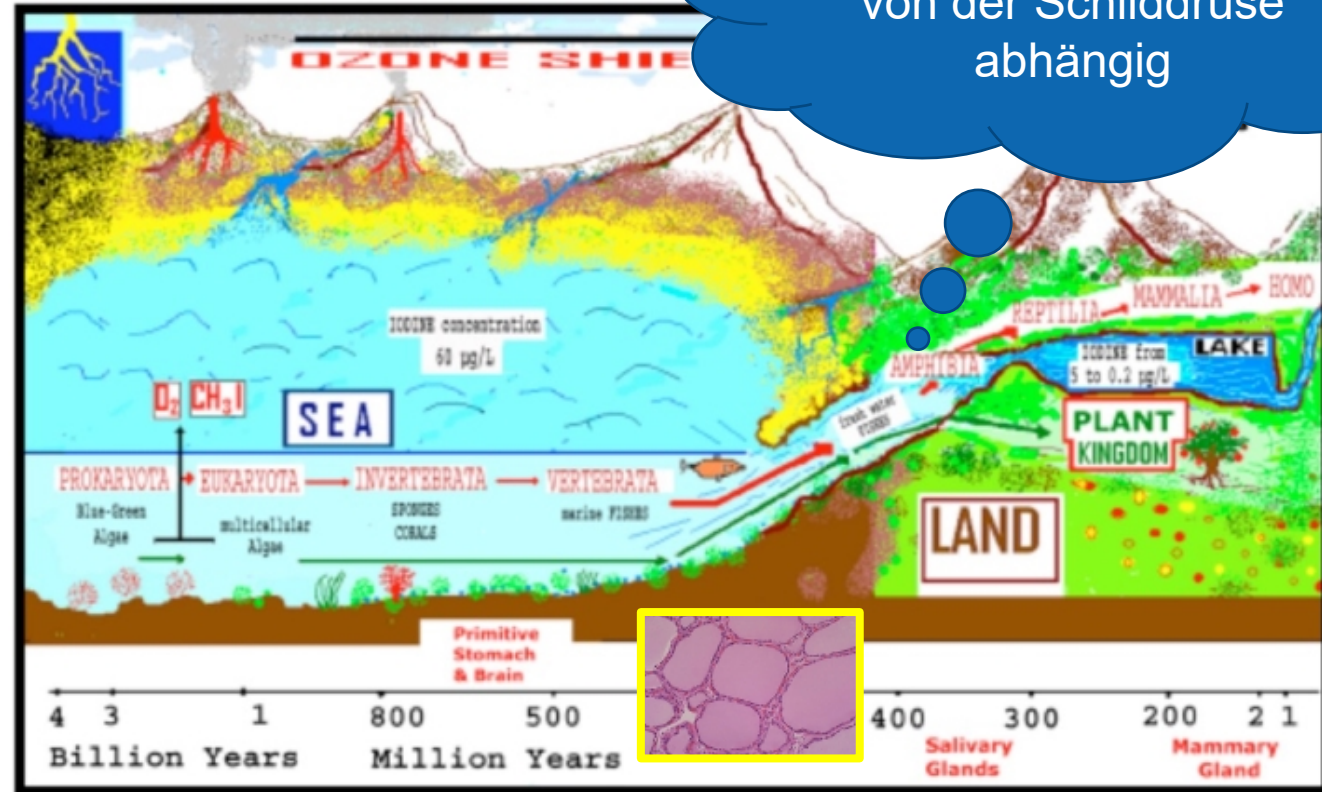 von der Schilddrüse
abhängig
OZONE SHIE
IODINE concentration
60 µg/L
REPTILIA
MAMMALIA
HOMO
AMPHIBIA
IODINE from
5 to 0.2 µg/L
LAKE
O₂ CH₃I
SEA
fresh water
FISHES
PLANT
KINGDOM
PROKARYOTA
EUKARYOTA
INVERTEBRATA
VERTEBRATA
Blue-Green
Algae
multicallular
Algae
SPONGES
CORALS
marine FISHES
LAND
Primitive
Stomach
& Brain
4 3 1 800 500 400 300 200 2 1
Billion Years Million Years
Salivary
Glands
Mammary
Gland